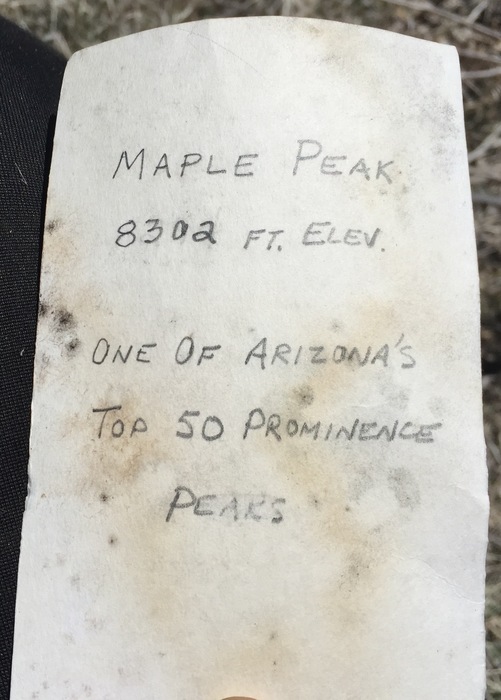 MAPLE PEAK
8302 FT. ELEV.
ONE OF ARIZONA'S
TOP 50 PROMINENCE
PEAKS